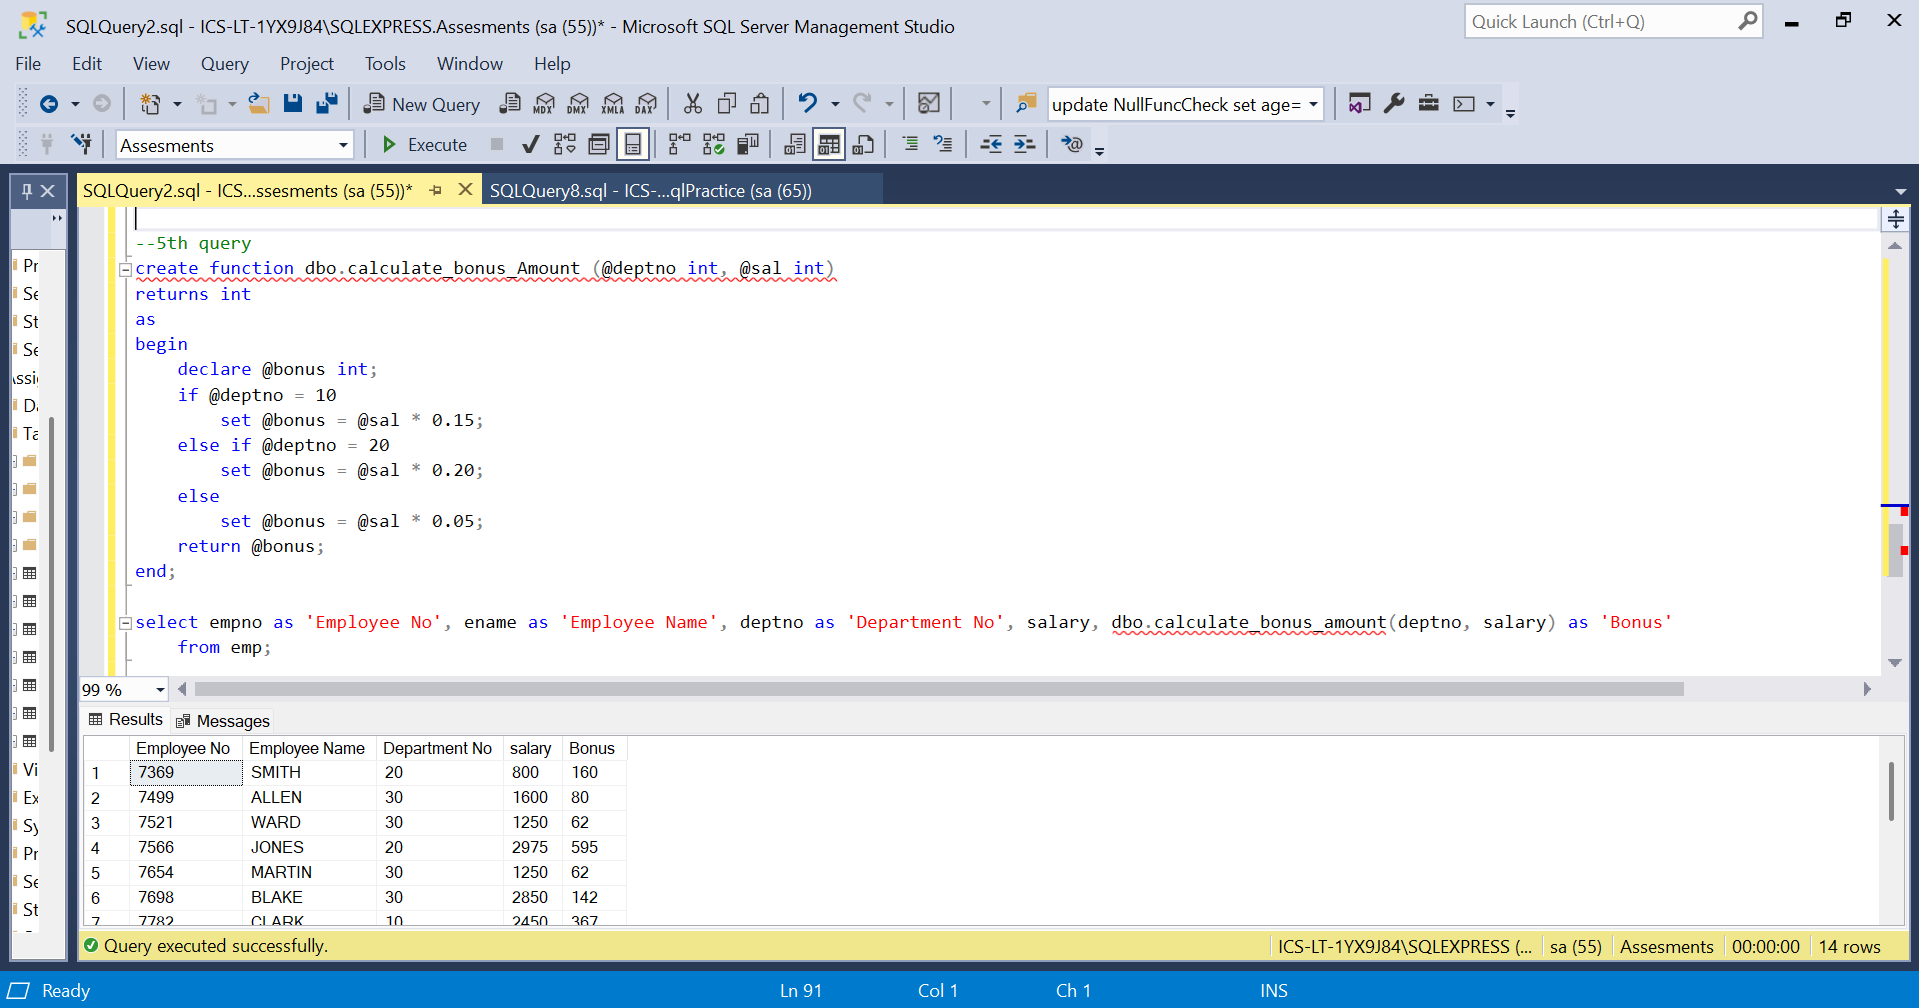 SQLQuery2.sql - ICS-LT-1YX9J84\SQLEXPRESS.Assesments (sa (55))* - Microsoft SQL Server Management Studio
Quick Launch (Ctrl+Q)
File Edit View Query Project Tools Window Help
New Query MDX DMX XMLA DAX update NullFuncCheck set age=
Assesments Execute
SQLQuery2.sql - ICS...ssesments (sa (55))* SQLQuery8.sql - ICS-...qlPractice (sa (65))
Pr
Se
St
Se
Assi
Da
Ta
Vi
Ex
Sy
Pr
Se
St
--5th query
create function dbo.calculate_bonus_Amount (@deptno int, @sal int)
returns int
as
begin
declare @bonus int;
if @deptno = 10
set @bonus = @sal * 0.15;
else if @deptno = 20
set @bonus = @sal * 0.20;
else
set @bonus = @sal * 0.05;
return @bonus;
end;
select empno as 'Employee No', ename as 'Employee Name', deptno as 'Department No', salary, dbo.calculate_bonus_amount(deptno, salary) as 'Bonus'
from emp;
99 %
Results Messages
Employee No Employee Name Department No salary Bonus
1 7369 SMITH 20 800 160
2 7499 ALLEN 30 1600 80
3 7521 WARD 30 1250 62
4 7566 JONES 20 2975 595
5 7654 MARTIN 30 1250 62
6 7698 BLAKE 30 2850 142
7 7782 CLARK 10 2450 367
Query executed successfully. ICS-LT-1YX9J84\SQLEXPRESS (... sa (55) Assesments 00:00:00 14 rows
Ready Ln 91 Col 1 Ch 1 INS